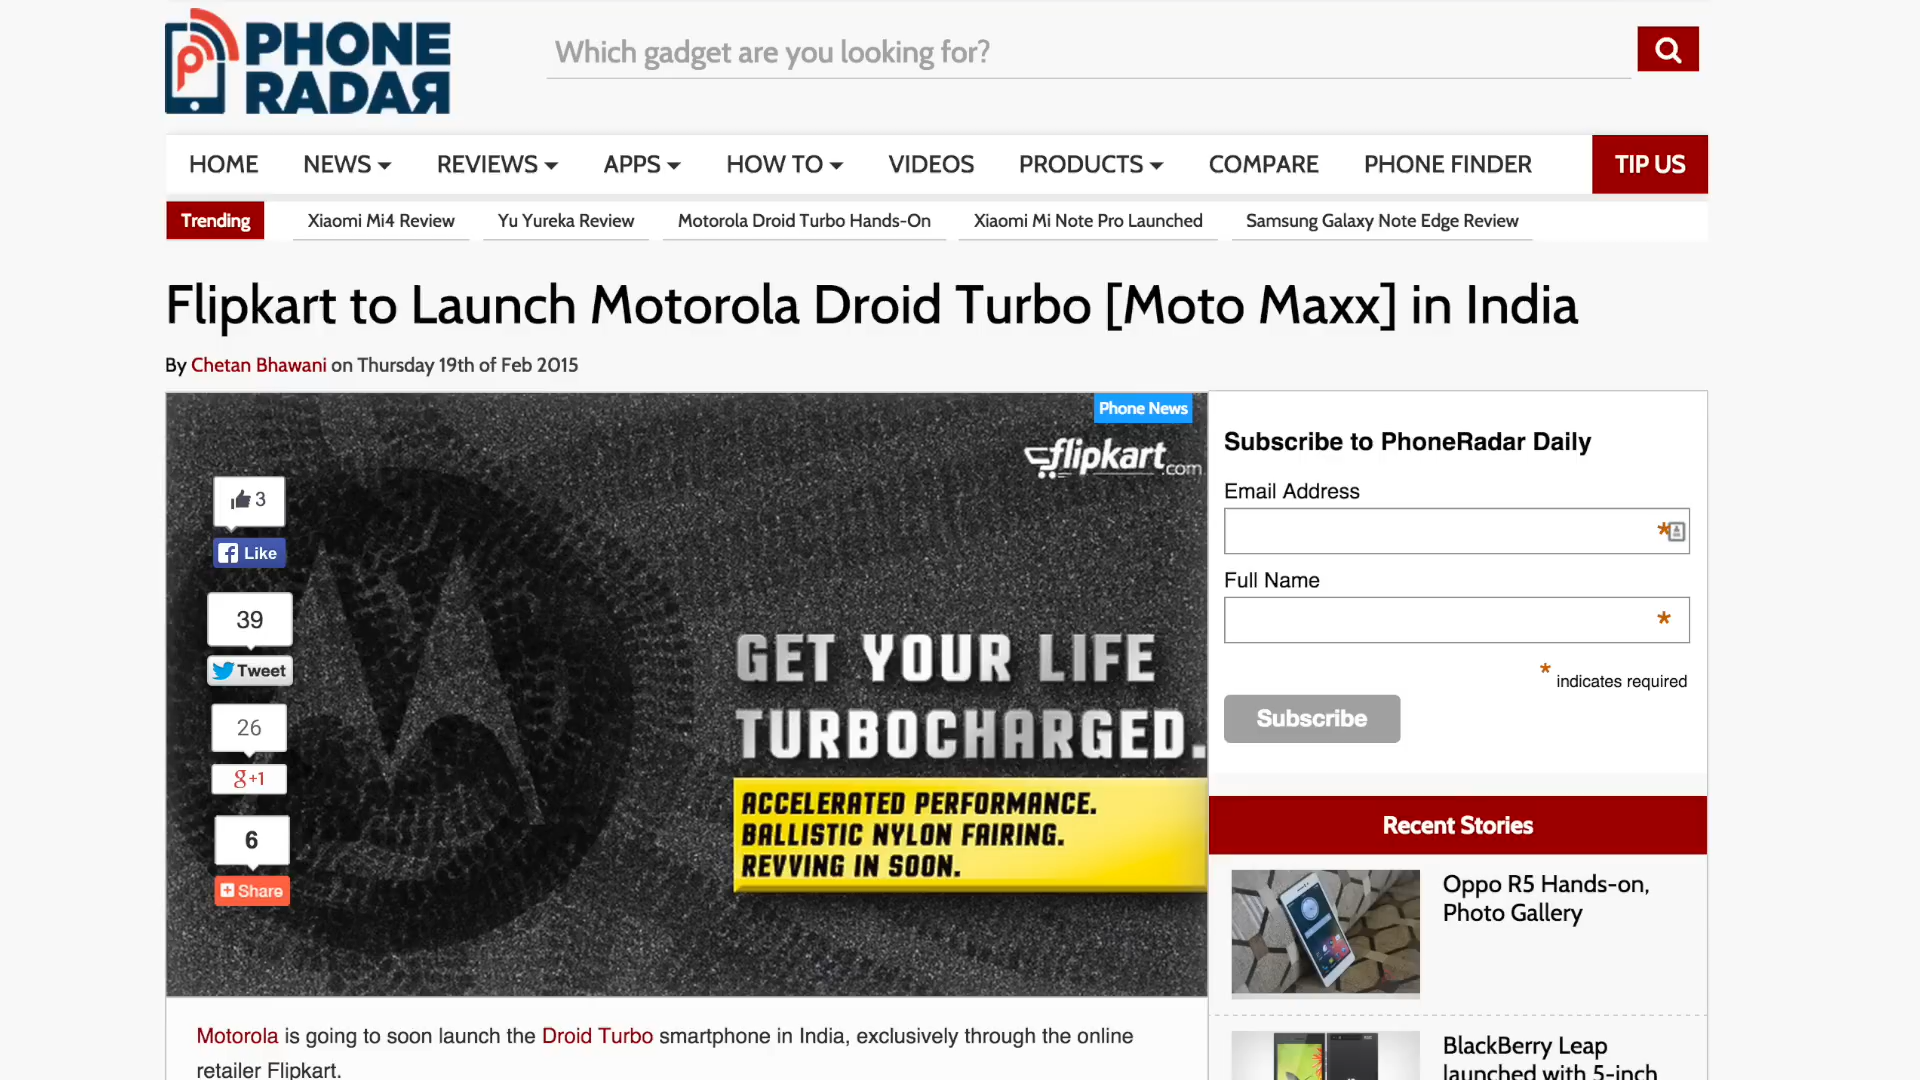 PHONE
RADAR
Which gadget are you looking for?
HOME NEWS REVIEWS APPS HOW TO VIDEOS PRODUCTS COMPARE PHONE FINDER TIP US
Trending Xiaomi Mi4 Review Yu Yureka Review Motorola Droid Turbo Hands-On Xiaomi Mi Note Pro Launched Samsung Galaxy Note Edge Review
Flipkart to Launch Motorola Droid Turbo [Moto Maxx] in India
By Chetan Bhawani on Thursday 19th of Feb 2015
Phone News
flipkart.com
3
Like
39
Tweet
26
g+1
6
Share
GET YOUR LIFE
TURBOCHARGED.
ACCELERATED PERFORMANCE.
BALLISTIC NYLON FAIRING.
REVVING IN SOON.
Motorola is going to soon launch the Droid Turbo smartphone in India, exclusively through the online
retailer Flipkart.
Subscribe to PhoneRadar Daily
Email Address
*
Full Name
*
* indicates required
Subscribe
Recent Stories
Oppo R5 Hands-on,
Photo Gallery
BlackBerry Leap
launched with 5-inch